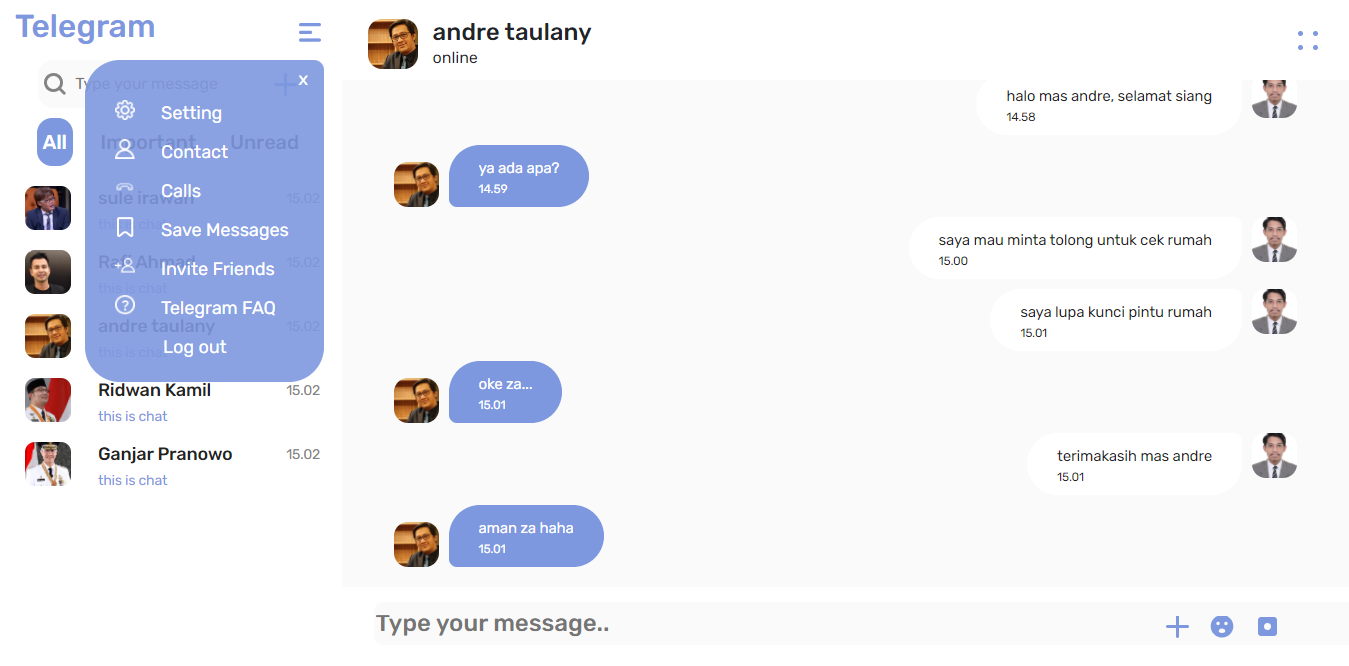 Telegram
Type your message
x
All
Important
Unread
Setting
Contact
Calls
Save Messages
Invite Friends
Telegram FAQ
Log out
sule irawan
15.02
this is chat
Rafi Ahmad
15.02
this is chat
andre taulany
15.02
this is chat
Ridwan Kamil
15.02
this is chat
Ganjar Pranowo
15.02
this is chat
andre taulany
online
halo mas andre, selamat siang
14.58
ya ada apa?
14.59
saya mau minta tolong untuk cek rumah
15.00
saya lupa kunci pintu rumah
15.01
oke za...
15.01
terimakasih mas andre
15.01
aman za haha
15.01
Type your message..